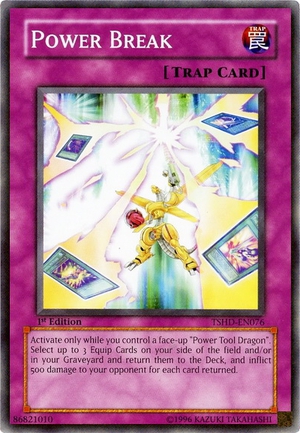 POWER BREAK
TRAP
罠
[TRAP CARD]
1st Edition
TSHD-EN076
Activate only while you control a face-up "Power Tool Dragon".
Select up to 3 Equip Cards on your side of the field and/or
in your Graveyard and return them to the Deck, and inflict
500 damage to your opponent for each card returned.
86821010
©1996 KAZUKI TAKAHASHI